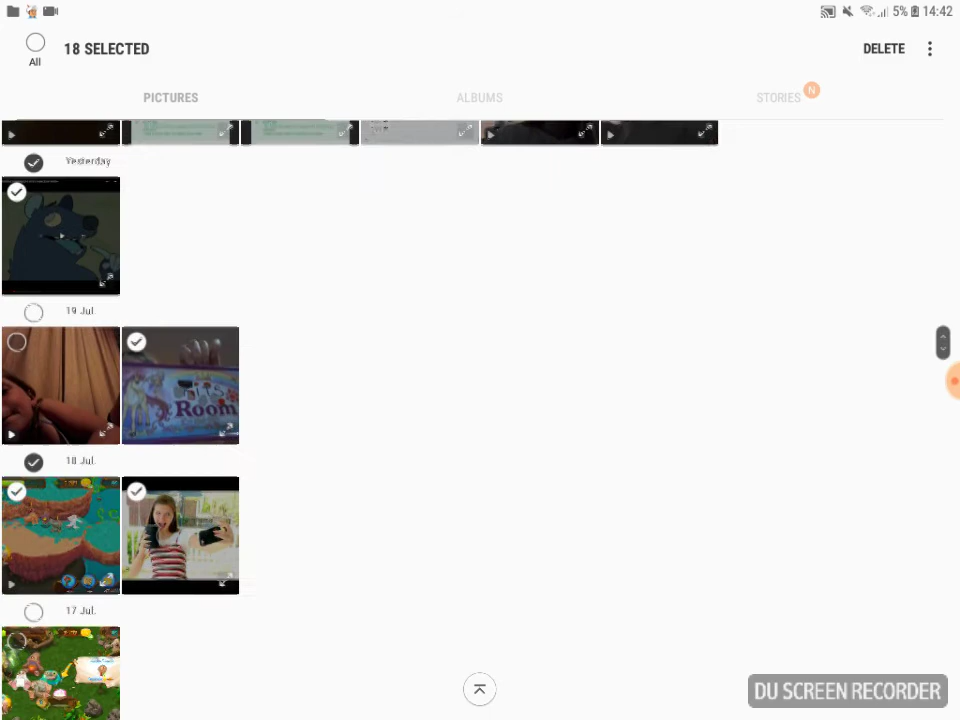 5% 14:42
All
18 SELECTED
DELETE
PICTURES
ALBUMS
STORIES
N
Yesterday
19 Jul.
Room
18 Jul.
17 Jul.
DU SCREEN RECORDER